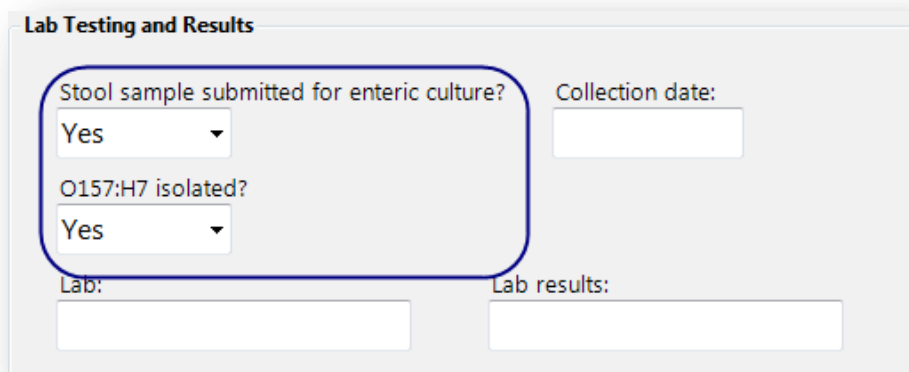 Lab Testing and Results
Stool sample submitted for enteric culture? Collection date:
Yes
O157:H7 isolated?
Yes
Lab: Lab results: